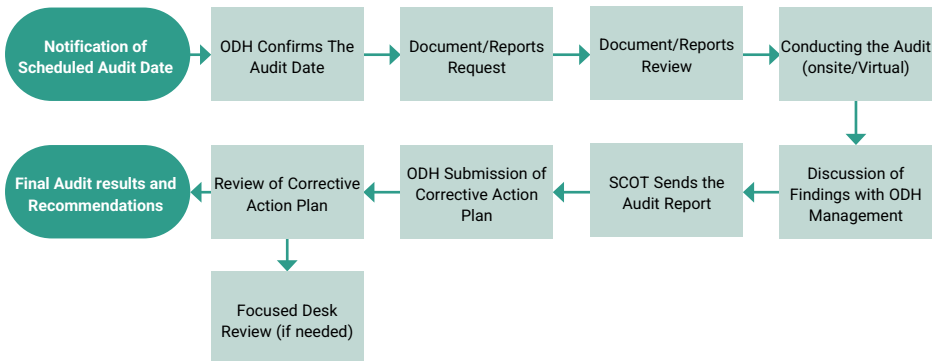 Notification of
Scheduled Audit Date
ODH Confirms The
Audit Date
Document/Reports
Request
Document/Reports
Review
Conducting the Audit
(onsite/Virtual)
Discussion of
Findings with ODH
Management
SCOT Sends the
Audit Report
ODH Submission of
Corrective Action
Plan
Review of Corrective
Action Plan
Final Audit results and
Recommendations
Focused Desk
Review (if needed)